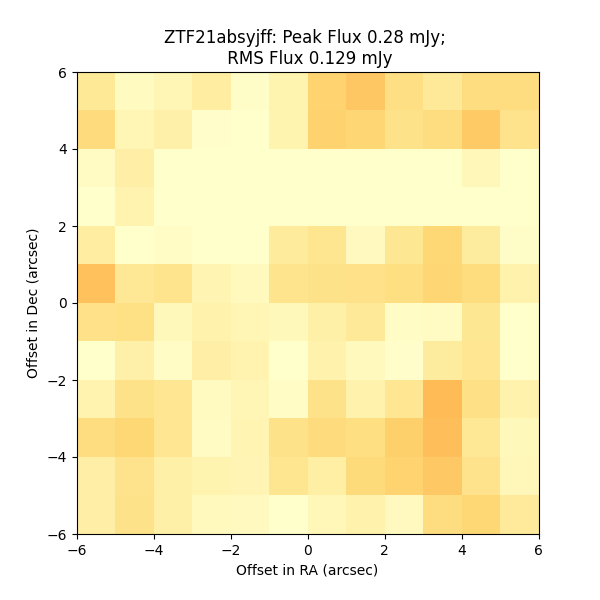 ZTF21absyjff: Peak Flux 0.28 mJy;
RMS Flux 0.129 mJy
6
4
2
0
−2
−4
−6
Offset in Dec (arcsec)
−6 −4 −2 0 2 4 6
Offset in RA (arcsec)